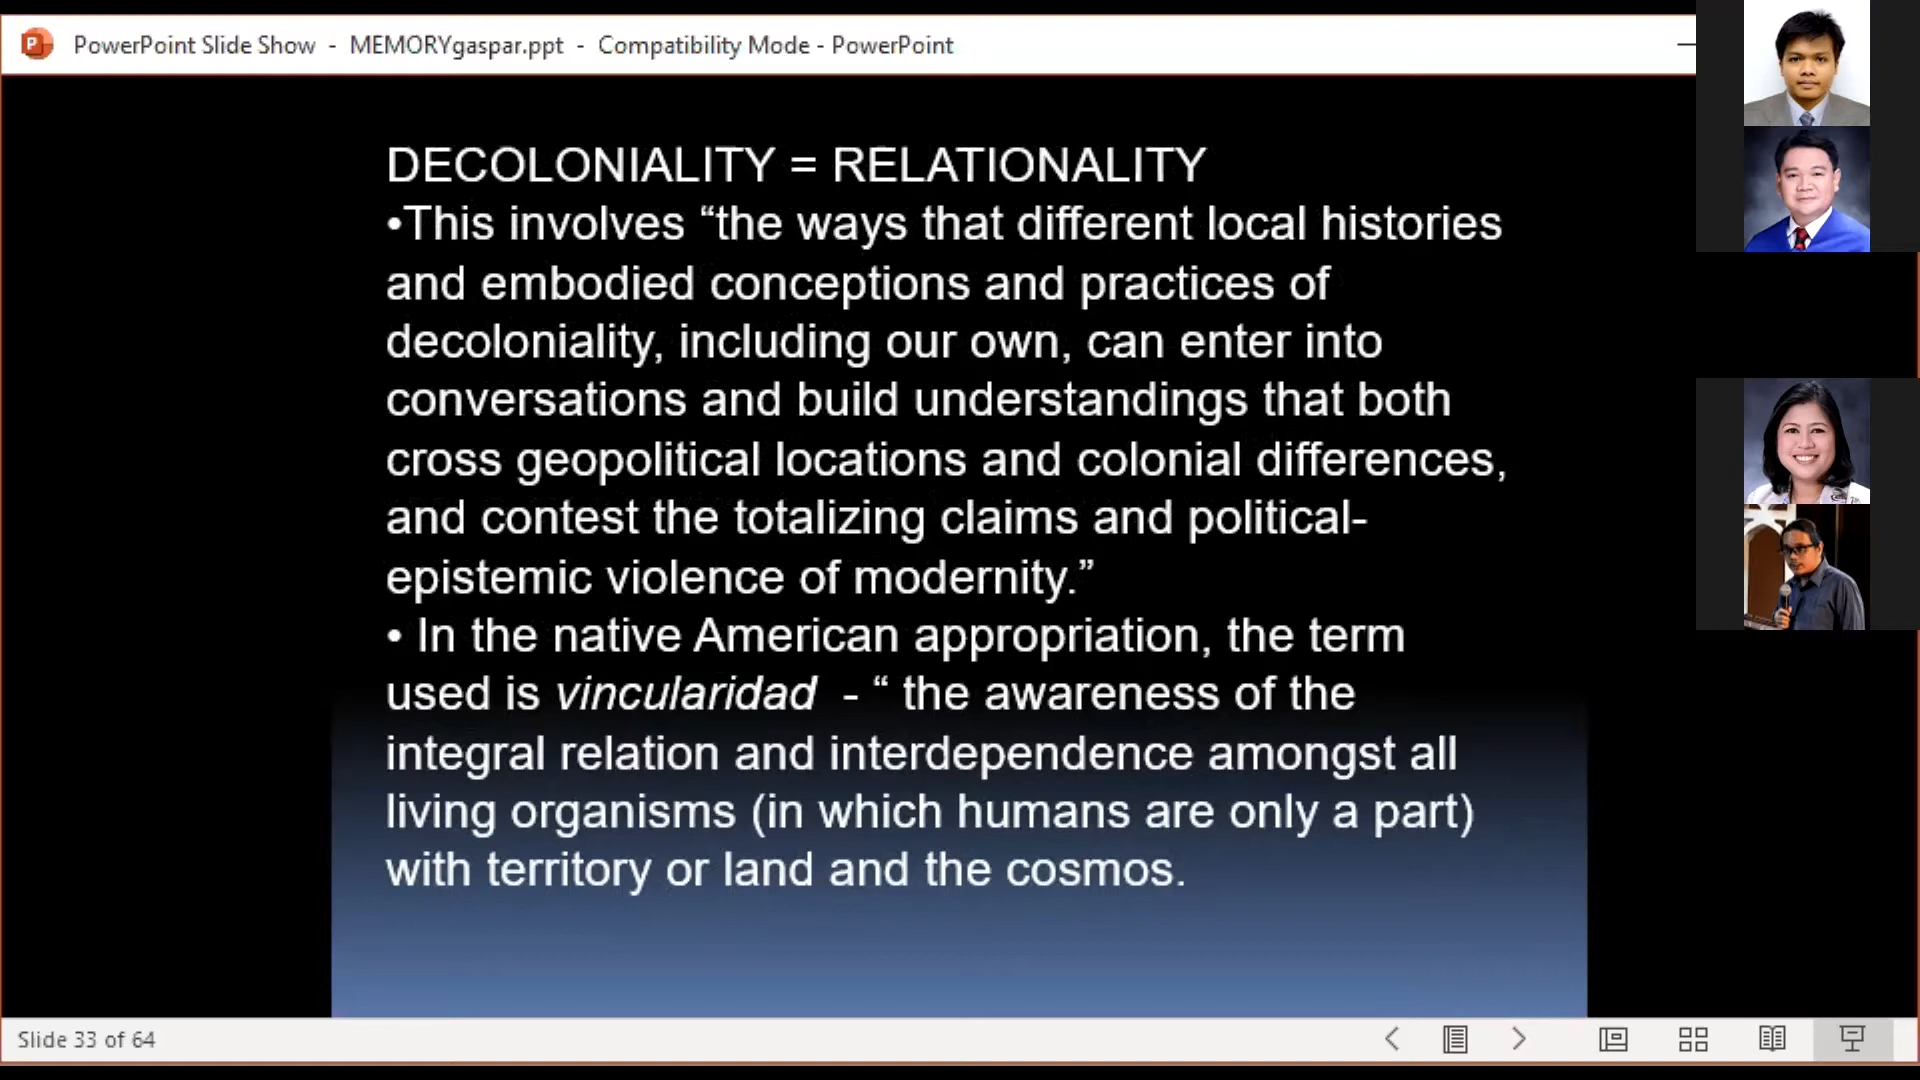 PowerPoint Slide Show - MEMORYgaspar.ppt - Compatibility Mode - PowerPoint
DECOLONIALITY = RELATIONALITY
•This involves “the ways that different local histories
and embodied conceptions and practices of
decoloniality, including our own, can enter into
conversations and build understandings that both
cross geopolitical locations and colonial differences,
and contest the totalizing claims and political-
epistemic violence of modernity.”
• In the native American appropriation, the term
used is vincularidad - “ the awareness of the
integral relation and interdependence amongst all
living organisms (in which humans are only a part)
with territory or land and the cosmos.
Slide 33 of 64